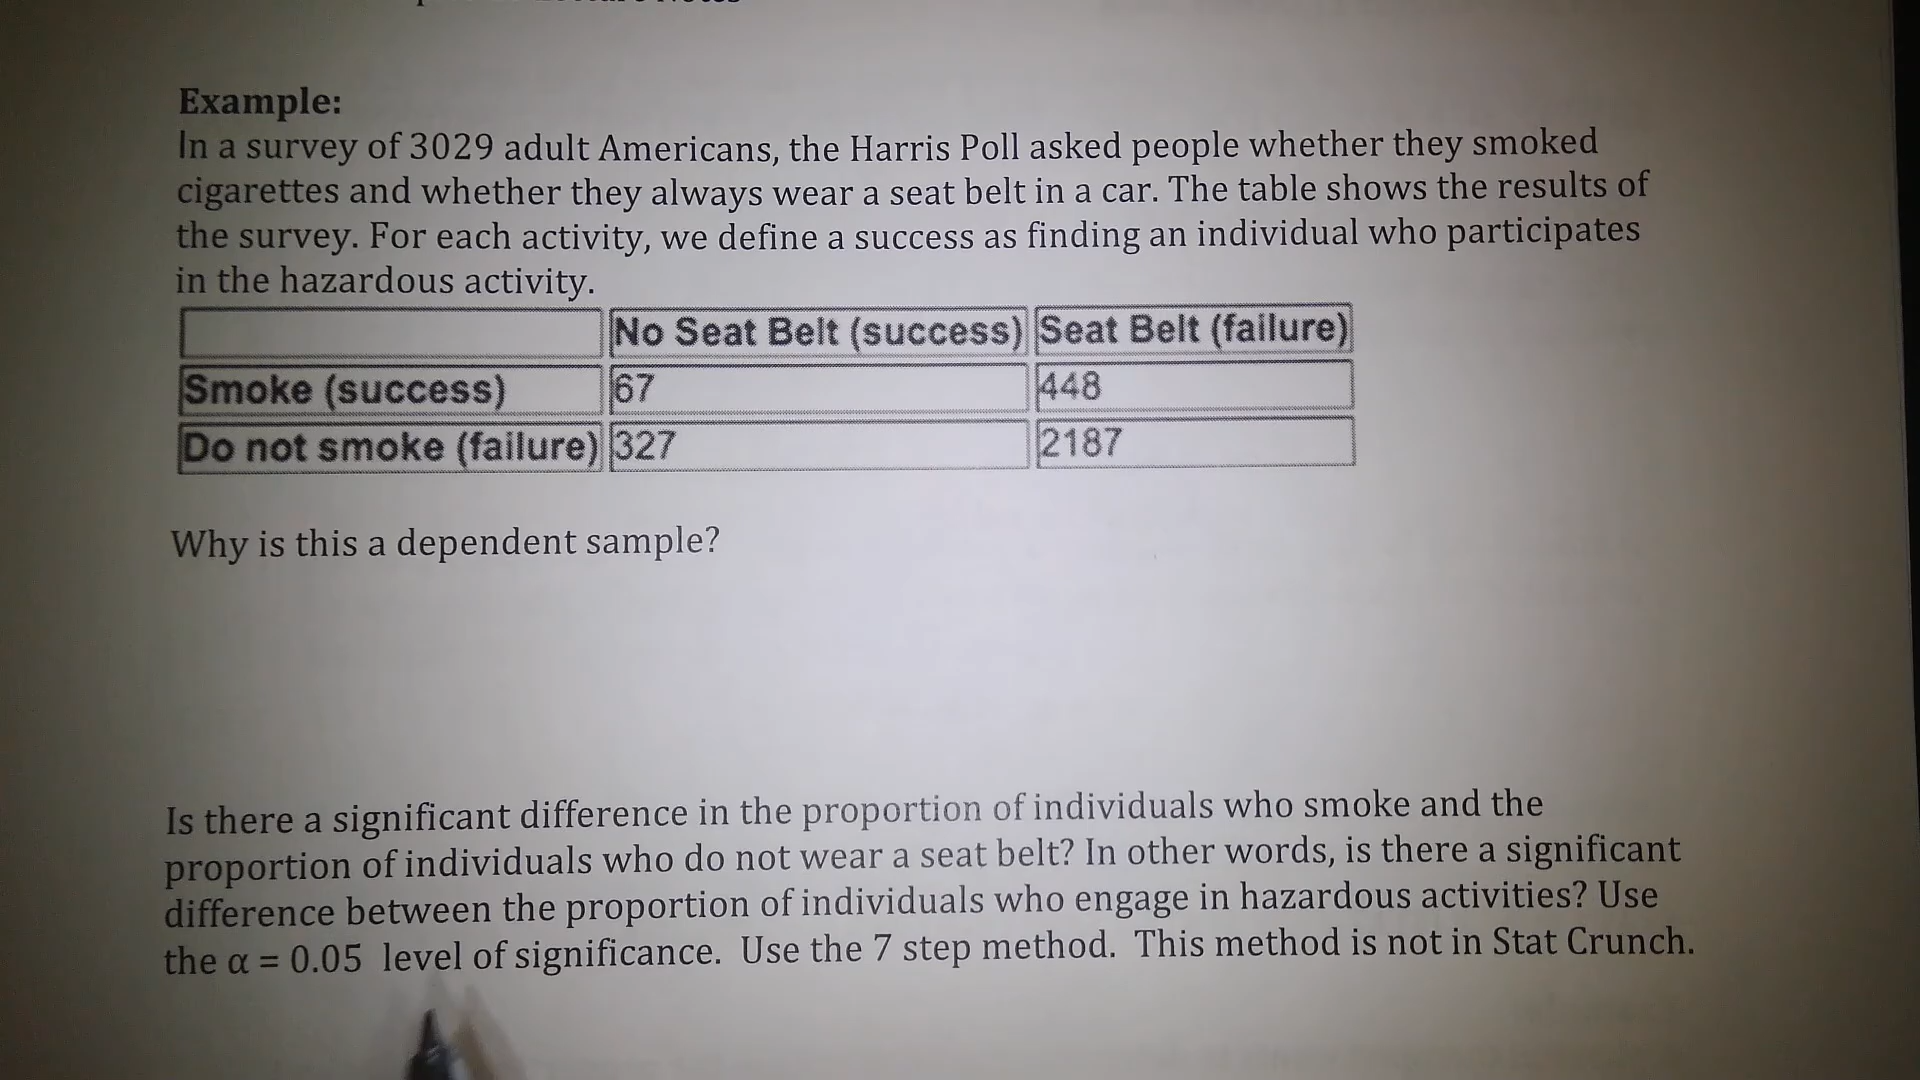 Example:
In a survey of 3029 adult Americans, the Harris Poll asked people whether they smoked
cigarettes and whether they always wear a seat belt in a car. The table shows the results of
the survey. For each activity, we define a success as finding an individual who participates
in the hazardous activity.
No Seat Belt (success) Seat Belt (failure)
Smoke (success) 67 448
Do not smoke (failure) 327 2187
Why is this a dependent sample?
Is there a significant difference in the proportion of individuals who smoke and the
proportion of individuals who do not wear a seat belt? In other words, is there a significant
difference between the proportion of individuals who engage in hazardous activities? Use
the α = 0.05 level of significance. Use the 7 step method. This method is not in Stat Crunch.